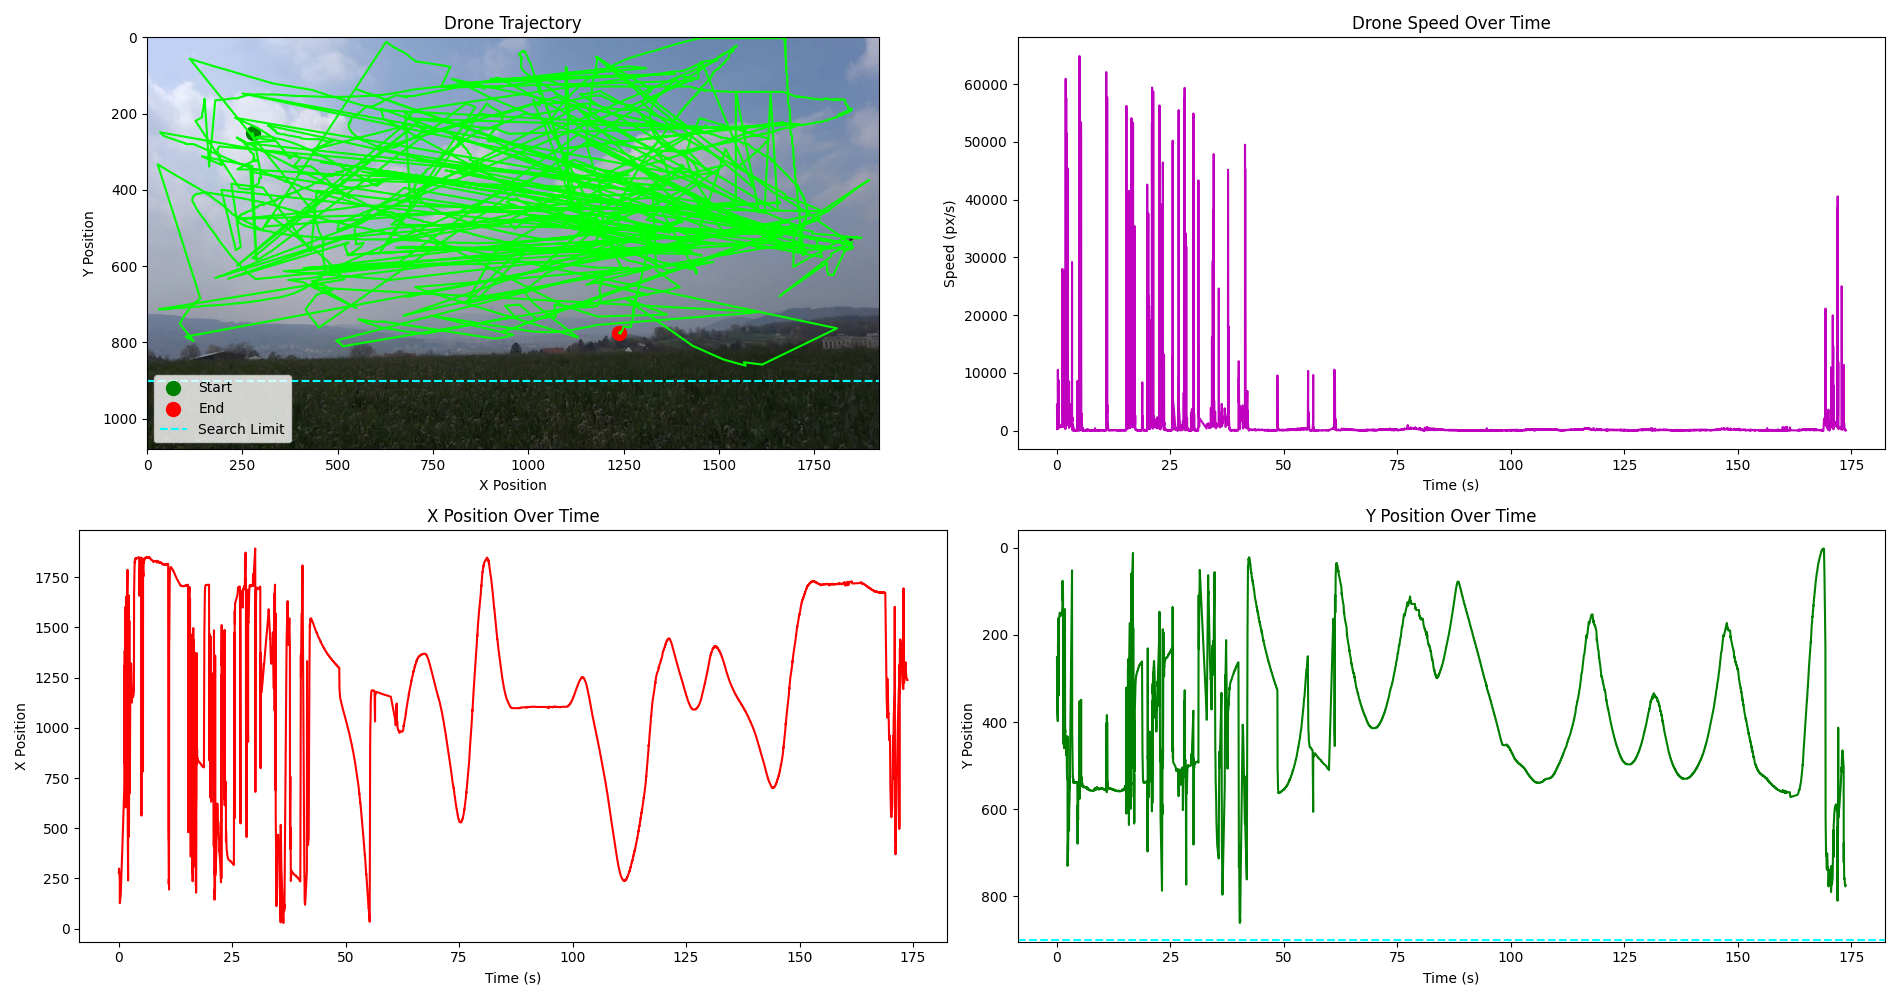 Drone Trajectory
0
200
400
600
800
1000
Y Position
Start
End
Search Limit
0 250 500 750 1000 1250 1500 1750
X Position
Drone Speed Over Time
60000
50000
40000
30000
20000
10000
0
Speed (px/s)
0 25 50 75 100 125 150 175
Time (s)
X Position Over Time
1750
1500
1250
1000
750
500
250
0
X Position
0 25 50 75 100 125 150 175
Time (s)
Y Position Over Time
0
200
400
600
800
Y Position
0 25 50 75 100 125 150 175
Time (s)